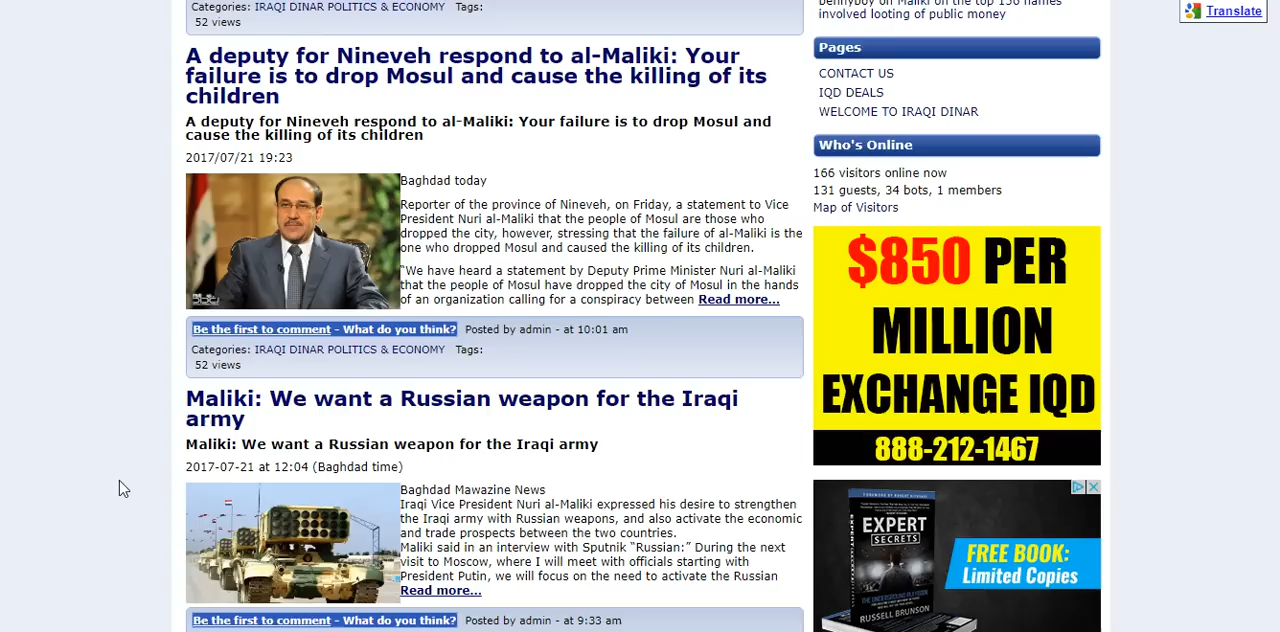 Categories: IRAQI DINAR POLITICS & ECONOMY Tags:
52 views
A deputy for Nineveh respond to al-Maliki: Your
failure is to drop Mosul and cause the killing of its
children
A deputy for Nineveh respond to al-Maliki: Your failure is to drop Mosul and
cause the killing of its children
2017/07/21 19:23
Baghdad today
Reporter of the province of Nineveh, on Friday, a statement to Vice
President Nuri al-Maliki that the people of Mosul are those who
dropped the city, however, stressing that the failure of al-Maliki is the
one who dropped Mosul and caused the killing of its children.
“We have heard a statement by Deputy Prime Minister Nuri al-Maliki
that the people of Mosul have dropped the city of Mosul in the hands
of an organization calling for a conspiracy between Read more...
Be the first to comment - What do you think? Posted by admin - at 10:01 am
Categories: IRAQI DINAR POLITICS & ECONOMY Tags:
52 views
Maliki: We want a Russian weapon for the Iraqi
army
Maliki: We want a Russian weapon for the Iraqi army
2017-07-21 at 12:04 (Baghdad time)
Baghdad Mawazine News
Iraqi Vice President Nuri al-Maliki expressed his desire to strengthen
the Iraqi army with Russian weapons, and also activate the economic
and trade prospects between the two countries.
Maliki said in an interview with Sputnik “Russian:” During the next
visit to Moscow, where I will meet with officials starting with
President Putin, we will focus on the need to activate the Russian
Read more...
Be the first to comment - What do you think? Posted by admin - at 9:33 am
involved looting of public money
Pages
CONTACT US
IQD DEALS
WELCOME TO IRAQI DINAR
Who's Online
166 visitors online now
131 guests, 34 bots, 1 members
Map of Visitors
$850 PER
MILLION
EXCHANGE IQD
888-212-1467
EXPERT
SECRETS
THE UNDERGROUND PLAYBOOK
RUSSELL BRUNSON
FREE BOOK:
Limited Copies
Translate